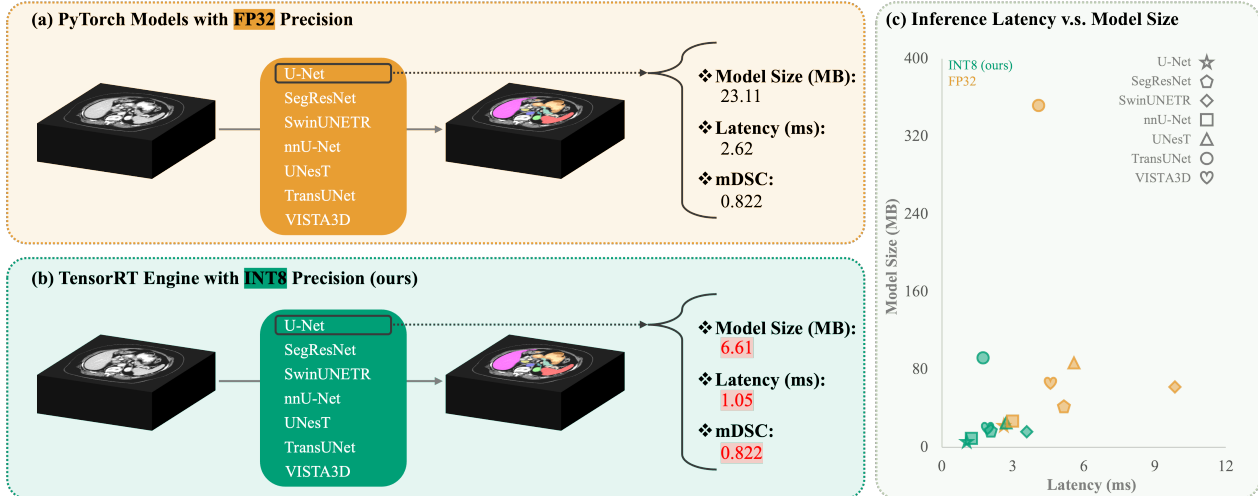 (a) PyTorch Models with FP32 Precision
U-Net
SegResNet
SwinUNETR
nnU-Net
UNesT
TransUNet
VISTA3D
❖Model Size (MB):
23.11
❖Latency (ms):
2.62
❖mDSC:
0.822
(b) TensorRT Engine with INT8 Precision (ours)
U-Net
SegResNet
SwinUNETR
nnU-Net
UNesT
TransUNet
VISTA3D
❖Model Size (MB):
6.61
❖Latency (ms):
1.05
❖mDSC:
0.822
(c) Inference Latency v.s. Model Size
INT8 (ours)
FP32
U-Net
SegResNet
SwinUNETR
nnU-Net
UNesT
TransUNet
VISTA3D
Model Size (MB)
400
320
240
160
80
0
0 3 6 9 12
Latency (ms)